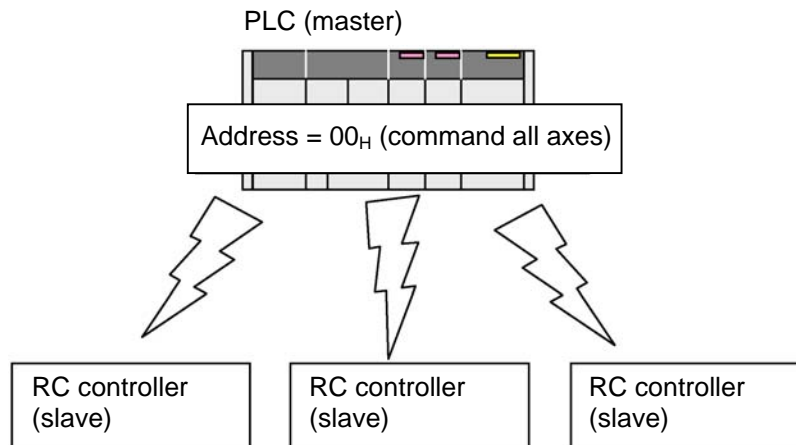 PLC (master)
Address = 00H (command all axes)
RC controller
(slave)
RC controller
(slave)
RC controller
(slave)